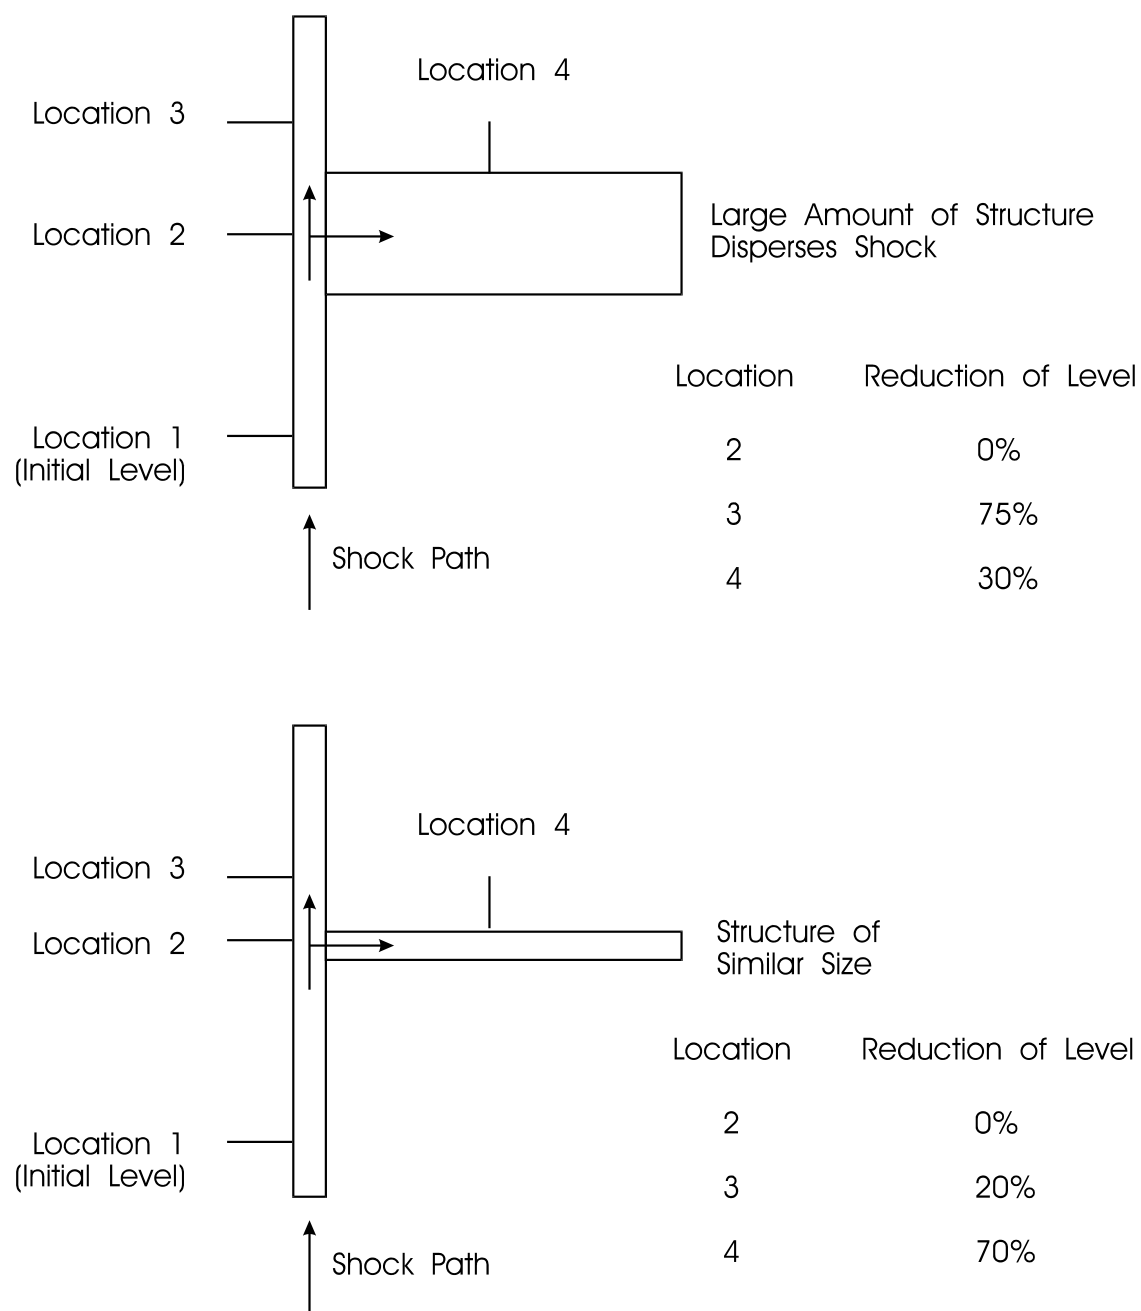 Location 4
Location 3
Location 2
Large Amount of Structure
Disperses Shock
Location Reduction of Level
Location 1
(Initial Level)
2 0%
3 75%
Shock Path
4 30%
Location 4
Location 3
Location 2
Structure of
Similar Size
Location Reduction of Level
2 0%
Location 1
(Initial Level)
3 20%
Shock Path
4 70%